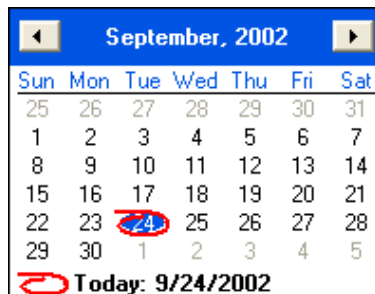 September, 2002
Sun Mon Tue Wed Thu Fri Sat
25 26 27 28 29 30 31
1 2 3 4 5 6 7
8 9 10 11 12 13 14
15 16 17 18 19 20 21
22 23 24 25 26 27 28
29 30 1 2 3 4 5
Today: 9/24/2002